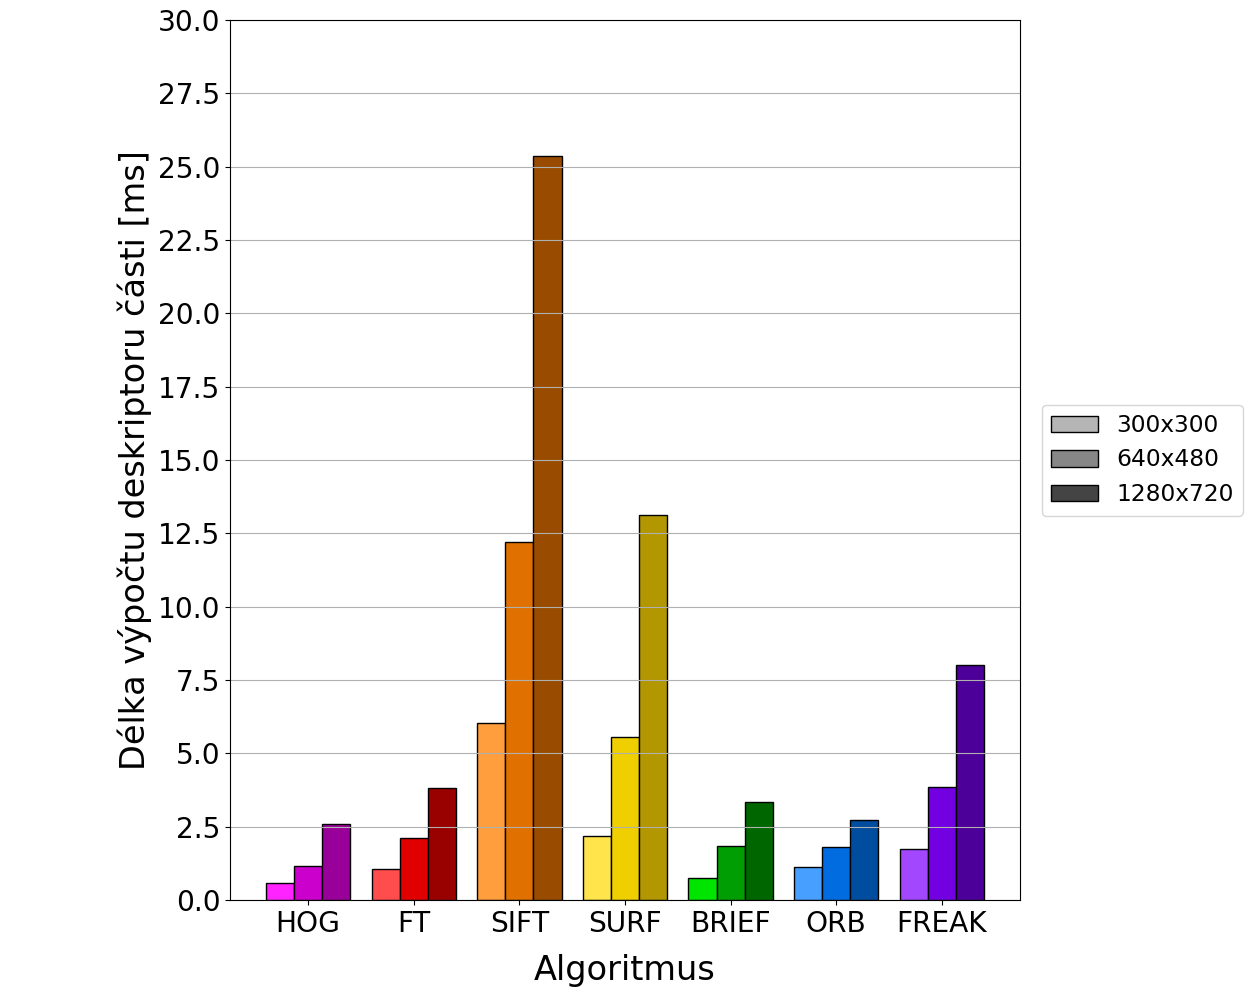 30.0
27.5
25.0
22.5
20.0
17.5
15.0
12.5
10.0
7.5
5.0
2.5
0.0
Délka výpočtu deskriptoru části [ms]
HOG FT SIFT SURF BRIEF ORB FREAK
Algoritmus
300x300
640x480
1280x720